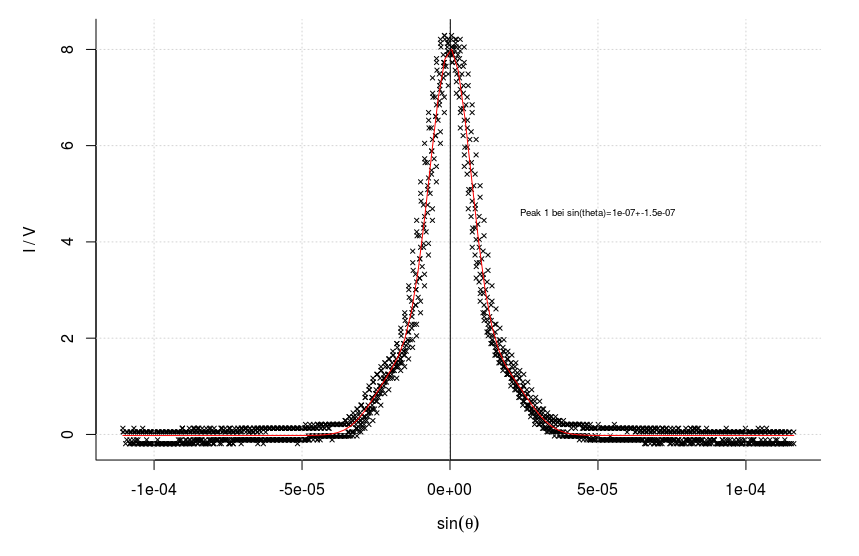 8
6
4
2
0
I / V
Peak 1 bei sin(theta)=1e-07+-1.5e-07
-1e-04 -5e-05 0e+00 5e-05 1e-04
sin(θ)